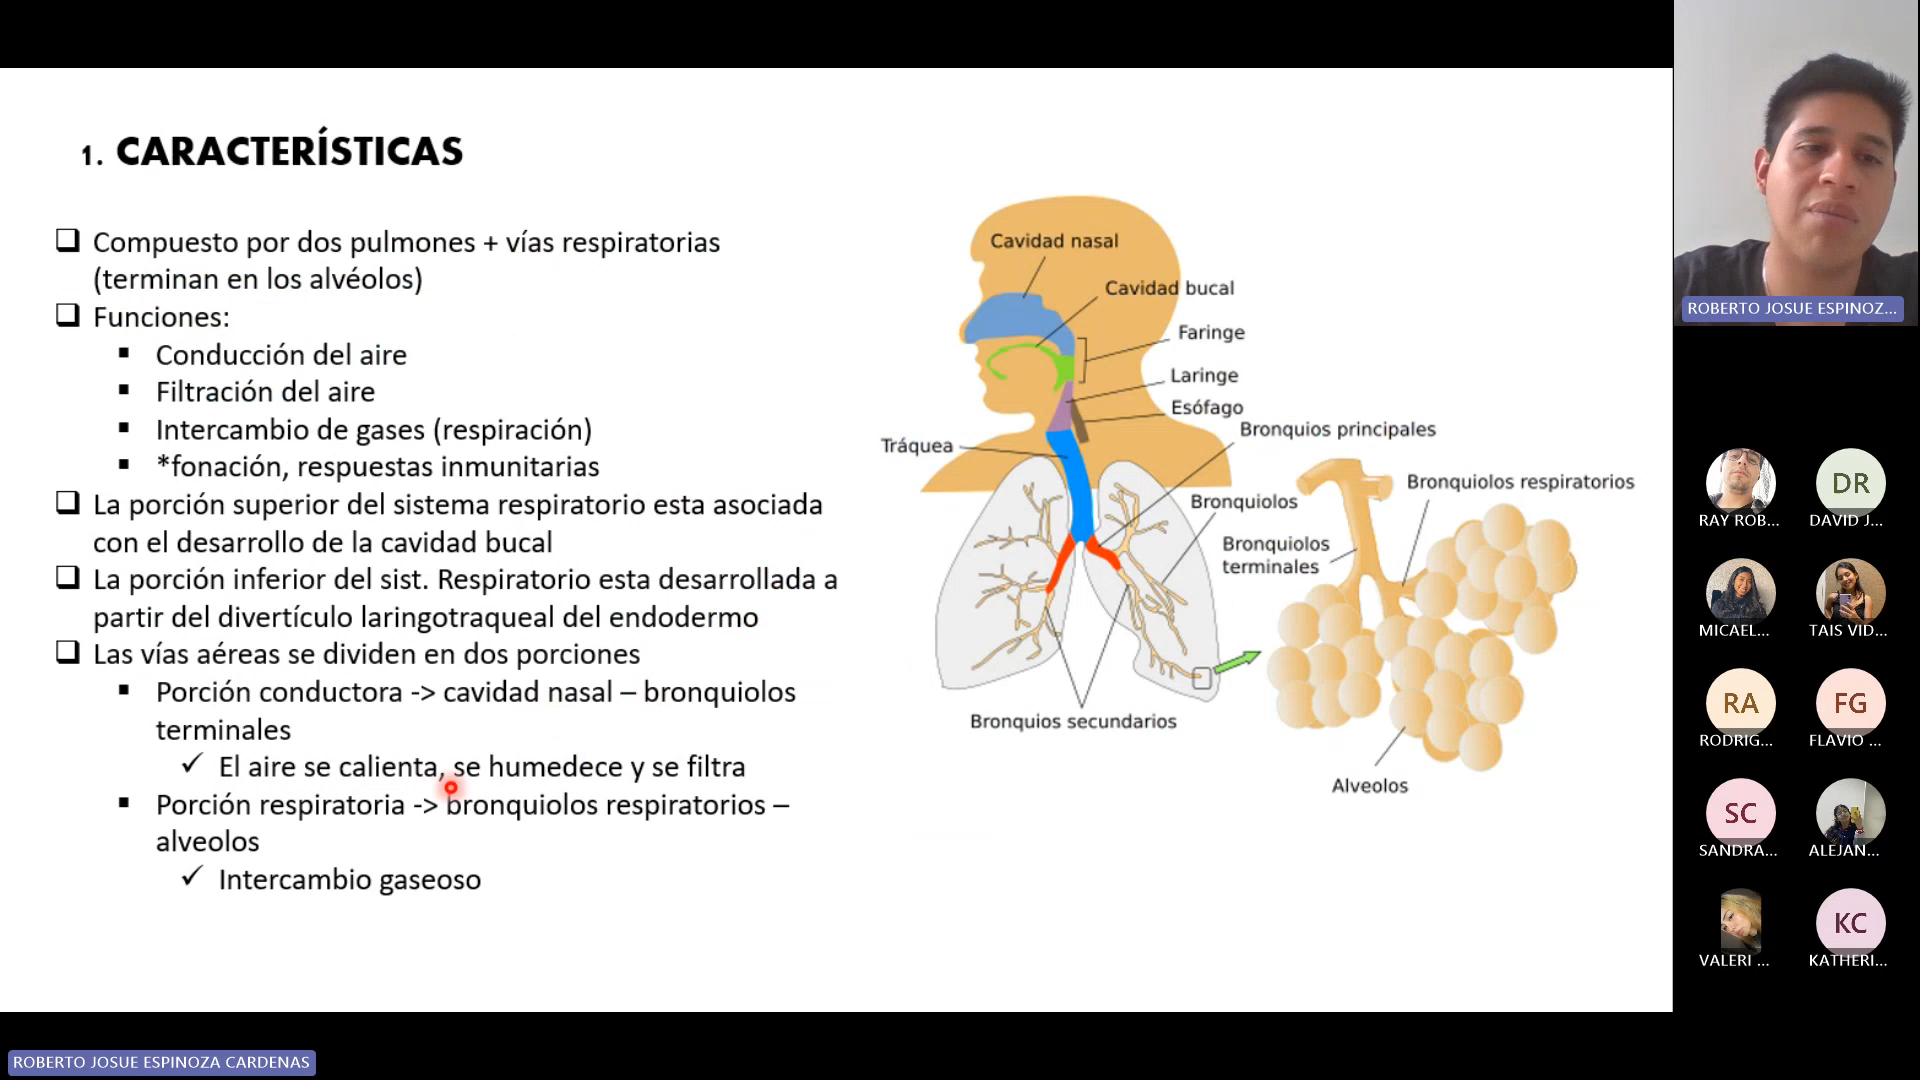 1. CARACTERÍSTICAS
❑ Compuesto por dos pulmones + vías respiratorias
(terminan en los alvéolos)
❑ Funciones:
▪ Conducción del aire
▪ Filtración del aire
▪ Intercambio de gases (respiración)
▪ *fonación, respuestas inmunitarias
❑ La porción superior del sistema respiratorio esta asociada
con el desarrollo de la cavidad bucal
❑ La porción inferior del sist. Respiratorio esta desarrollada a
partir del divertículo laringotraqueal del endodermo
❑ Las vías aéreas se dividen en dos porciones
▪ Porción conductora -> cavidad nasal – bronquiolos
terminales
✓ El aire se calienta, se humedece y se filtra
▪ Porción respiratoria -> bronquiolos respiratorios –
alveolos
✓ Intercambio gaseoso
Cavidad nasal
Cavidad bucal
Faringe
Laringe
Esófago
Tráquea
Bronquios principales
Bronquiolos
Bronquiolos respiratorios
Bronquiolos
terminales
Bronquios secundarios
Alveolos
ROBERTO JOSUE ESPINOZ...
RAY ROB...
DR
DAVID J...
MICAEL...
TAIS VID...
RA
RODRIG...
FG
FLAVIO ...
SC
SANDRA...
ALEJAN...
VALERI ...
KC
KATHERI...
ROBERTO JOSUE ESPINOZA CARDENAS